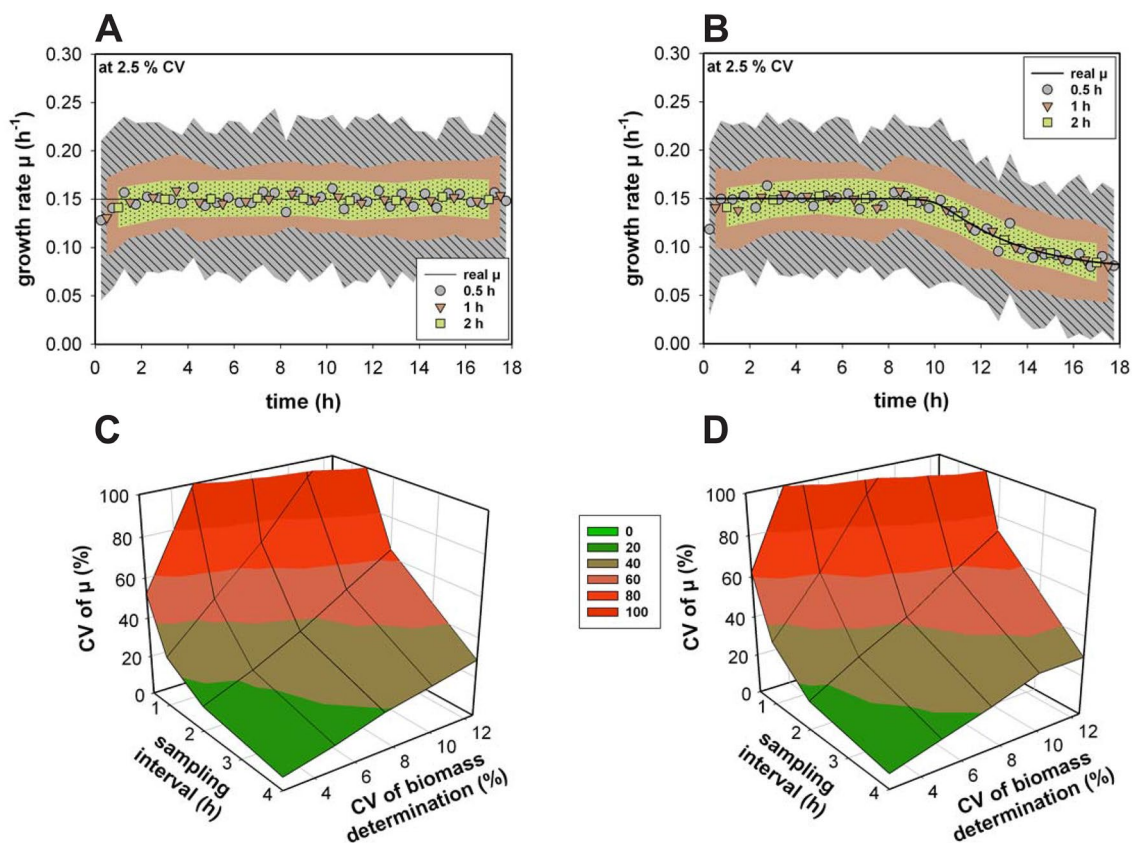 A
at 2.5 % CV
growth rate µ (h-1)
0.30
0.25
0.20
0.15
0.10
0.05
0.00
real µ
0.5 h
1 h
2 h
0 2 4 6 8 10 12 14 16 18
time (h)
B
at 2.5 % CV
growth rate µ (h-1)
0.30
0.25
0.20
0.15
0.10
0.05
0.00
real µ
0.5 h
1 h
2 h
0 2 4 6 8 10 12 14 16 18
time (h)
C
CV of µ (%)
100
80
60
40
20
0
1
2
3
4
sampling
interval (h)
4
6
8
10
12
CV of biomass
determination (%)
0
20
40
60
80
100
D
CV of µ (%)
100
80
60
40
20
0
1
2
3
4
sampling
interval (h)
4
6
8
10
12
CV of biomass
determination (%)